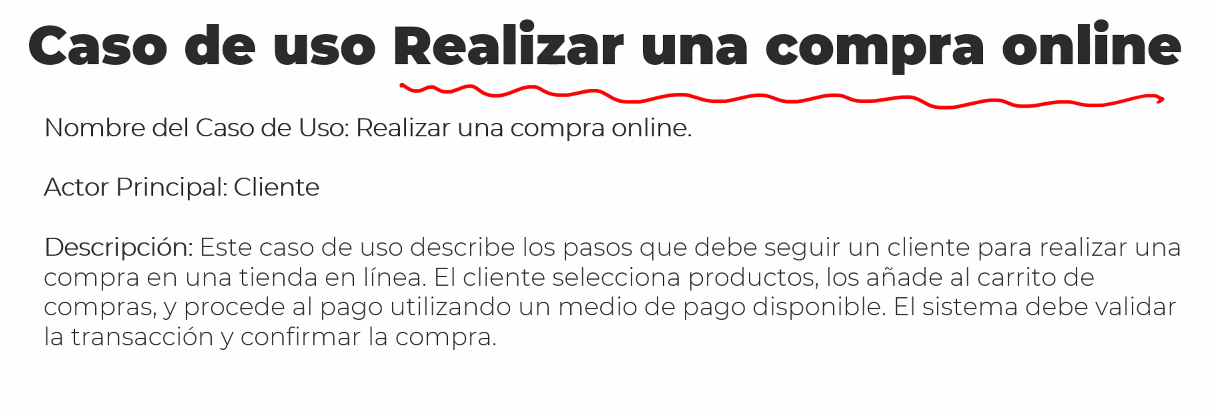 Caso de uso Realizar una compra online
Nombre del Caso de Uso: Realizar una compra online.
Actor Principal: Cliente
Descripción: Este caso de uso describe los pasos que debe seguir un cliente para realizar una
compra en una tienda en línea. El cliente selecciona productos, los añade al carrito de
compras, y procede al pago utilizando un medio de pago disponible. El sistema debe validar
la transacción y confirmar la compra.